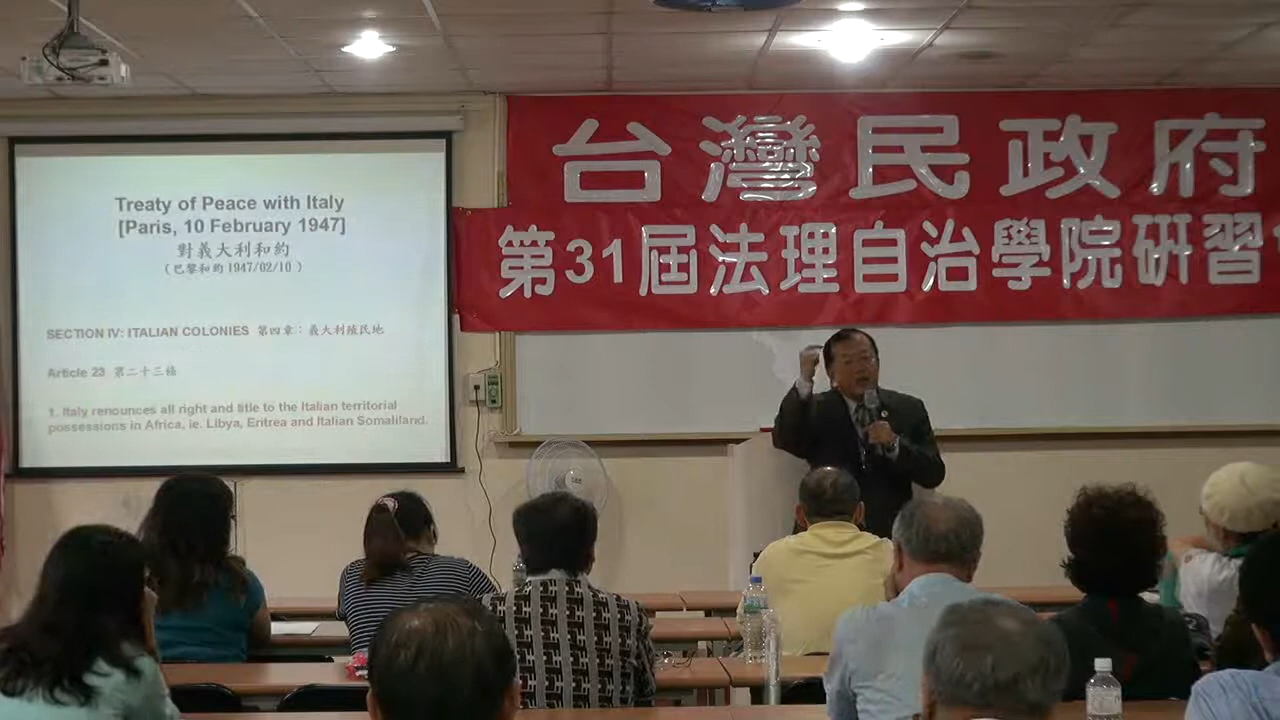 Treaty of Peace with Italy
[Paris, 10 February 1947]
對義大利和約
(巴黎和約 1947/02/10 )
SECTION IV: ITALIAN COLONIES 第四章：義大利殖民地
Article 23 第二十三條
1. Italy renounces all right and title to the Italian territorial
possessions in Africa, ie. Libya, Eritrea and Italian Somaliland.
台灣民政府
第31屆法理自治學院研習